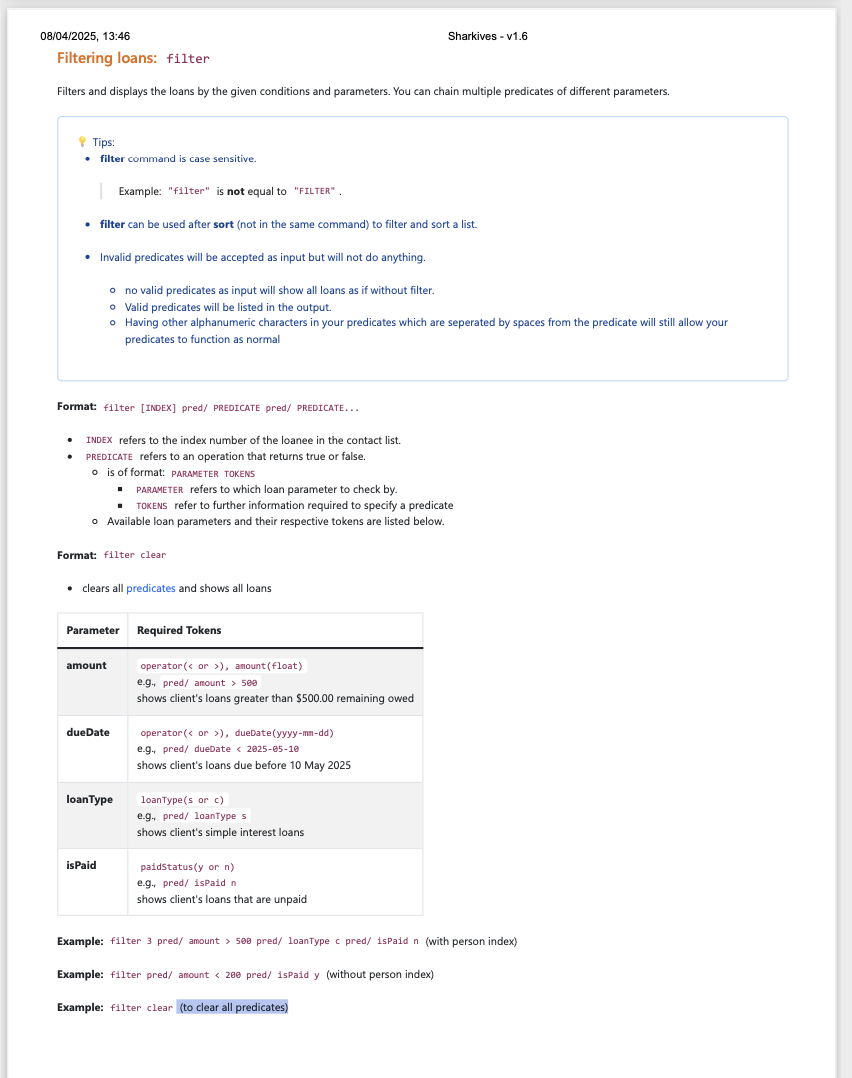 08/04/2025, 13:46 Sharkives - v1.6
Filtering loans: filter
Filters and displays the loans by the given conditions and parameters. You can chain multiple predicates of different parameters.
💡 Tips:
• filter command is case sensitive.
Example: "filter" is not equal to "FILTER" .
• filter can be used after sort (not in the same command) to filter and sort a list.
• Invalid predicates will be accepted as input but will not do anything.
○ no valid predicates as input will show all loans as if without filter.
○ Valid predicates will be listed in the output.
○ Having other alphanumeric characters in your predicates which are seperated by spaces from the predicate will still allow your
predicates to function as normal
Format: filter [INDEX] pred/ PREDICATE pred/ PREDICATE...
• INDEX refers to the index number of the loanee in the contact list.
• PREDICATE refers to an operation that returns true or false.
○ is of format: PARAMETER TOKENS
▪ PARAMETER refers to which loan parameter to check by.
▪ TOKENS refer to further information required to specify a predicate
○ Available loan parameters and their respective tokens are listed below.
Format: filter clear
• clears all predicates and shows all loans
Parameter Required Tokens
amount operator(< or >), amount(float)
e.g., pred/ amount > 500
shows client's loans greater than $500.00 remaining owed
dueDate operator(< or >), dueDate(yyyy-mm-dd)
e.g., pred/ dueDate < 2025-05-10
shows client's loans due before 10 May 2025
loanType loanType(s or c)
e.g., pred/ loanType s
shows client's simple interest loans
isPaid paidStatus(y or n)
e.g., pred/ isPaid n
shows client's loans that are unpaid
Example: filter 3 pred/ amount > 500 pred/ loanType c pred/ isPaid n (with person index)
Example: filter pred/ amount < 200 pred/ isPaid y (without person index)
Example: filter clear (to clear all predicates)